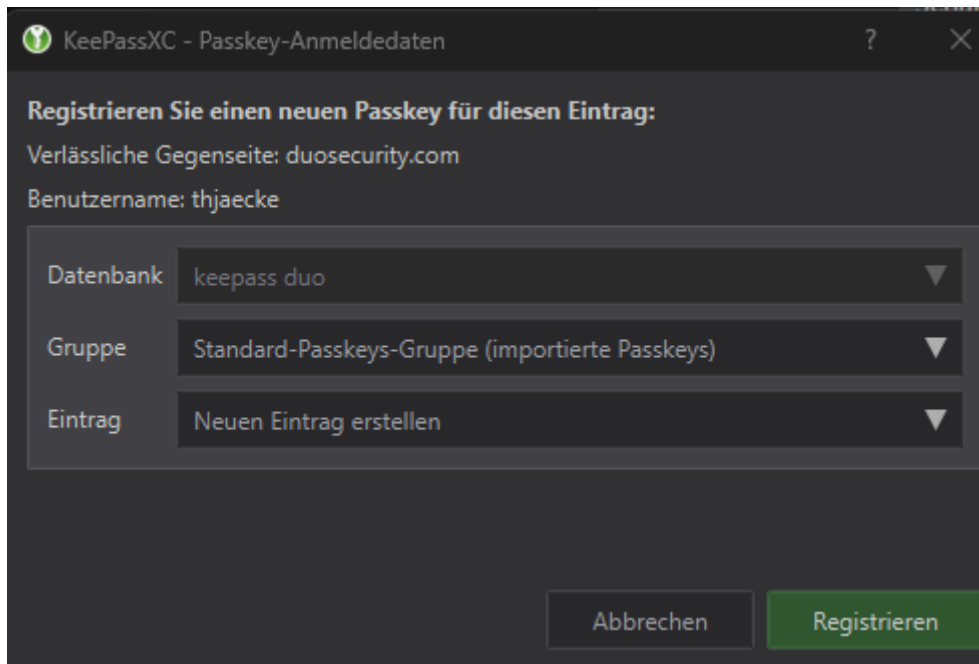 KeePassXC - Passkey-Anmeldedaten
Registrieren Sie einen neuen Passkey für diesen Eintrag:
Verlässliche Gegenseite: duosecurity.com
Benutzername: thjaecke
Datenbank keepass duo
Gruppe Standard-Passkeys-Gruppe (importierte Passkeys)
Eintrag Neuen Eintrag erstellen
Abbrechen Registrieren